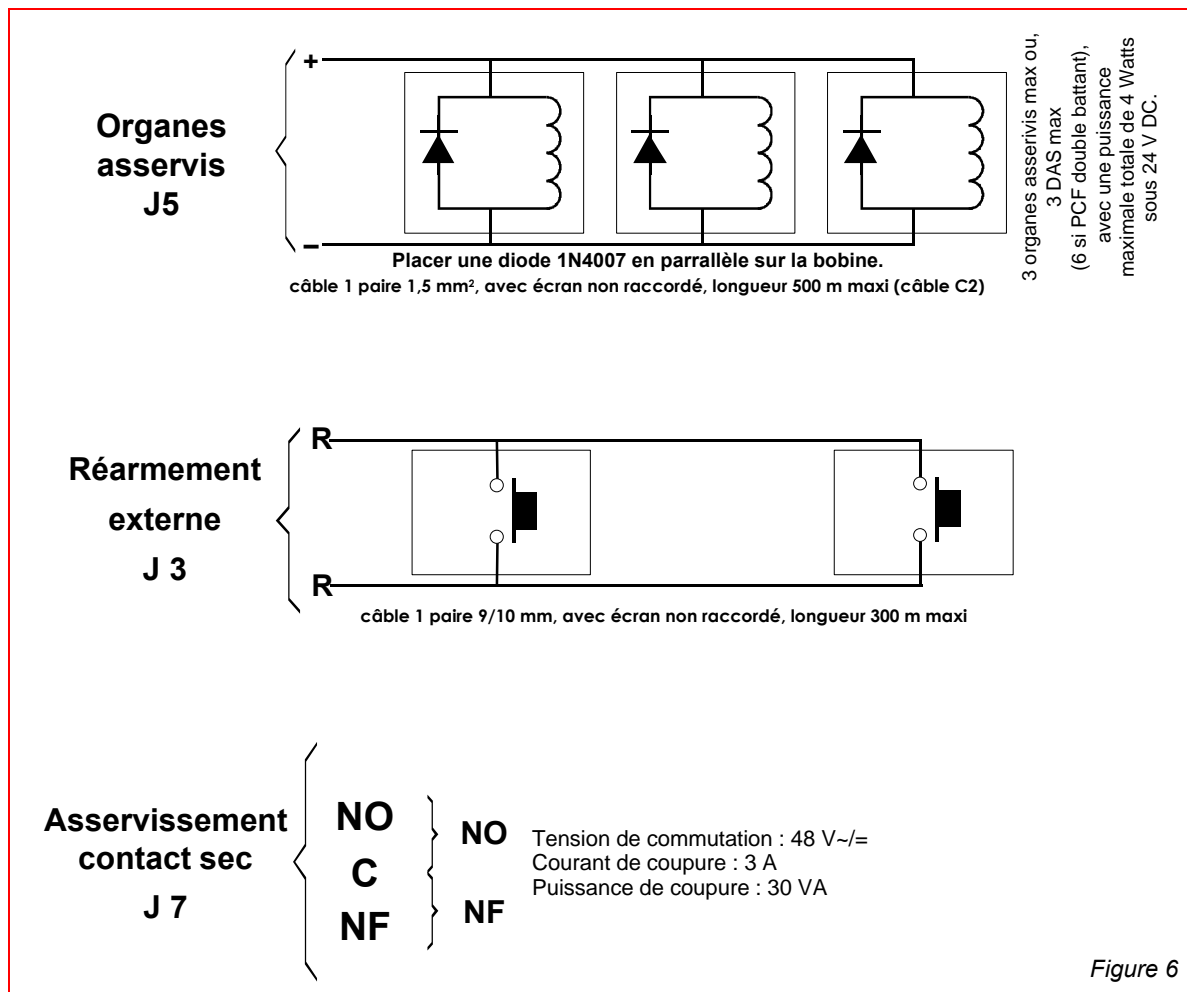 Organes
asservis
J5
+
–
Placer une diode 1N4007 en parrallèle sur la bobine.
câble 1 paire 1,5 mm², avec écran non raccordé, longueur 500 m maxi (câble C2)
3 organes asserivis max ou,
3 DAS max
(6 si PCF double battant),
avec une puissance
maximale totale de 4 Watts
sous 24 V DC.
Réarmement
externe
J 3
R
R
câble 1 paire 9/10 mm, avec écran non raccordé, longueur 300 m maxi
Asservissement
contact sec
J 7
NO
C
NF
NO
NF
Tension de commutation : 48 V~/=
Courant de coupure : 3 A
Puissance de coupure : 30 VA
Figure 6